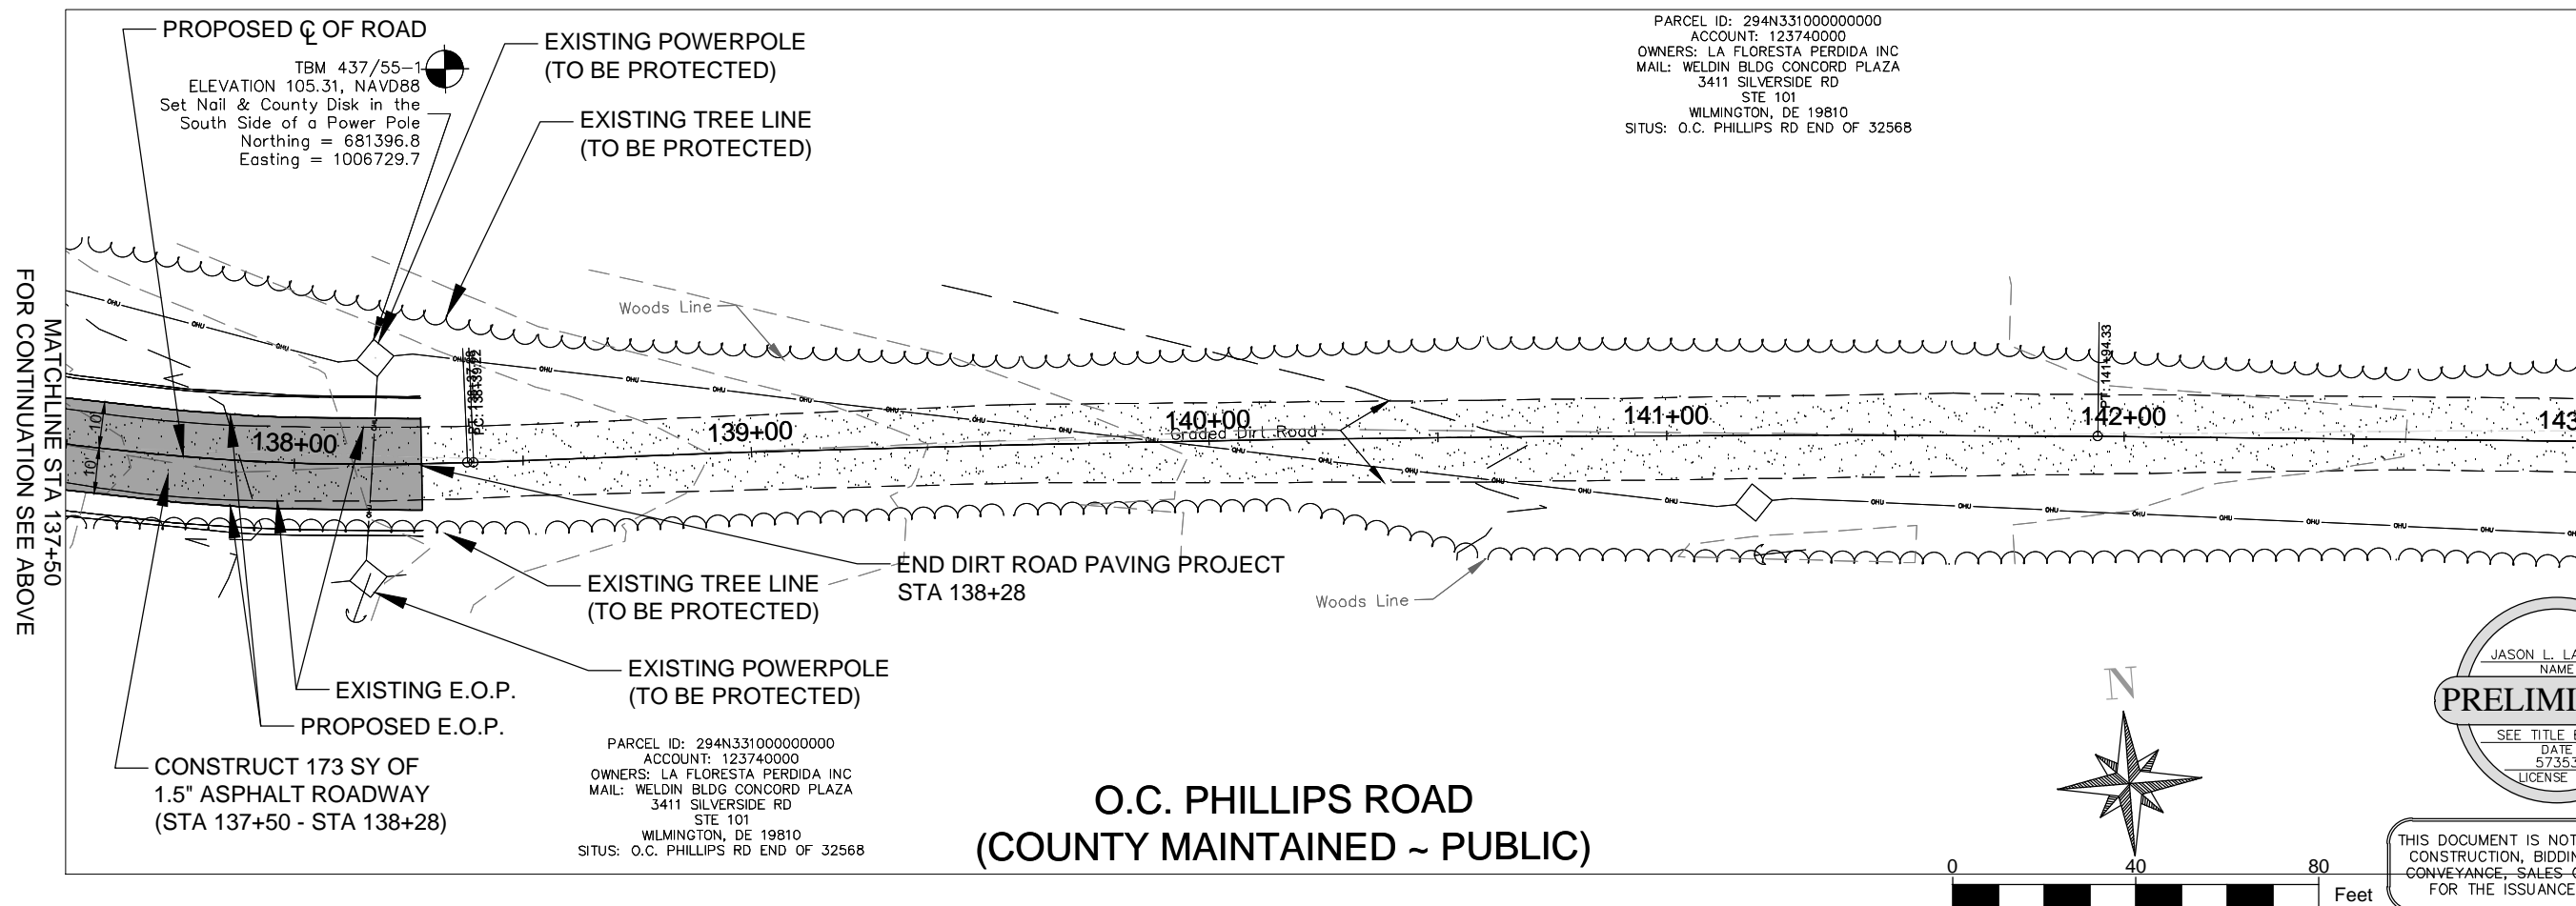 PROPOSED ℄ OF ROAD
TBM 437/55-1
ELEVATION 105.31, NAVD88
Set Nail & County Disk in the
South Side of a Power Pole
Northing = 681396.8
Easting = 1006729.7
EXISTING POWERPOLE
(TO BE PROTECTED)
EXISTING TREE LINE
(TO BE PROTECTED)
PARCEL ID: 294N331000000000
ACCOUNT: 123740000
OWNERS: LA FLORESTA PERDIDA INC
MAIL: WELDIN BLDG CONCORD PLAZA
3411 SILVERSIDE RD
STE 101
WILMINGTON, DE 19810
SITUS: O.C. PHILLIPS RD END OF 32568
MATCHLINE STA 137+50
FOR CONTINUATION SEE ABOVE
Woods Line
OHU
10'
10'
138+00
PC: 138+39.22
139+00
140+00
Graded Dirt Road
141+00
PT: 141+94.33
142+00
143
END DIRT ROAD PAVING PROJECT
STA 138+28
EXISTING TREE LINE
(TO BE PROTECTED)
Woods Line
EXISTING POWERPOLE
(TO BE PROTECTED)
EXISTING E.O.P.
PROPOSED E.O.P.
CONSTRUCT 173 SY OF
1.5" ASPHALT ROADWAY
(STA 137+50 - STA 138+28)
PARCEL ID: 294N331000000000
ACCOUNT: 123740000
OWNERS: LA FLORESTA PERDIDA INC
MAIL: WELDIN BLDG CONCORD PLAZA
3411 SILVERSIDE RD
STE 101
WILMINGTON, DE 19810
SITUS: O.C. PHILLIPS RD END OF 32568
O.C. PHILLIPS ROAD
(COUNTY MAINTAINED ~ PUBLIC)
N
0 40 80
Feet
JASON L. LA
NAME
PRELIMI
SEE TITLE
DATE
57353
LICENSE
THIS DOCUMENT IS NOT
CONSTRUCTION, BIDDIN
CONVEYANCE, SALES
FOR THE ISSUANCE